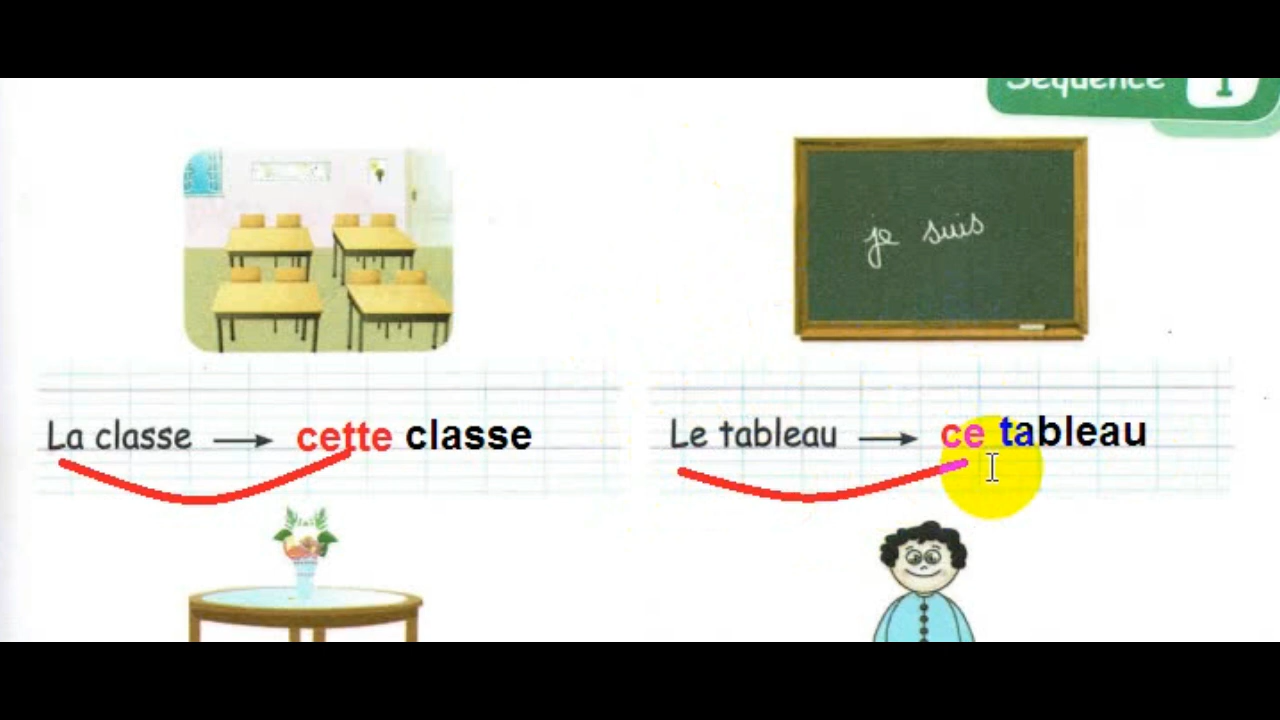 Séquence 1
je suis
La classe → cette classe
Le tableau → ce tableau